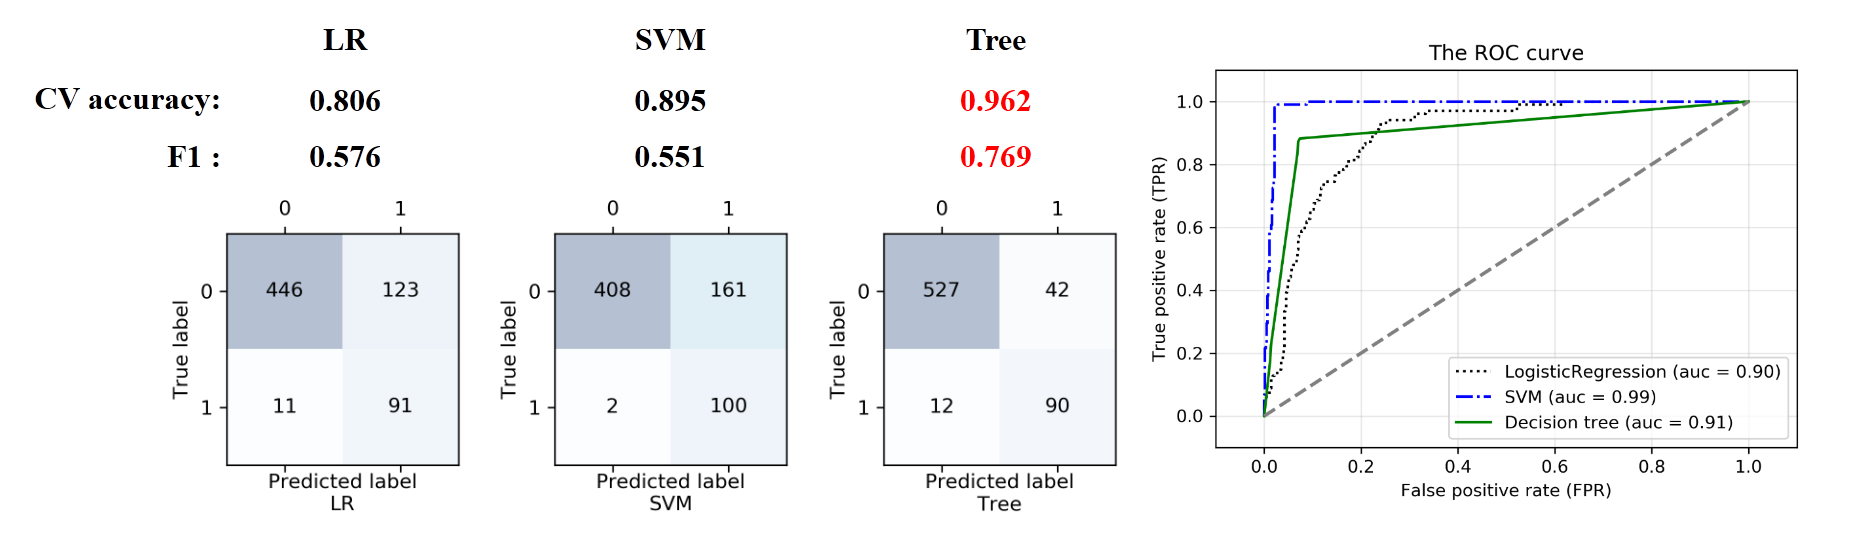 LR SVM Tree
CV accuracy: 0.806 0.895 0.962
F1 : 0.576 0.551 0.769
0 1
0 446 123
1 11 91
True label
Predicted label
LR
0 1
0 408 161
1 2 100
True label
Predicted label
SVM
0 1
0 527 42
1 12 90
True label
Predicted label
Tree
The ROC curve
1.0
0.8
0.6
0.4
0.2
0.0
True positive rate (TPR)
LogisticRegression (auc = 0.90)
SVM (auc = 0.99)
Decision tree (auc = 0.91)
0.0 0.2 0.4 0.6 0.8 1.0
False positive rate (FPR)